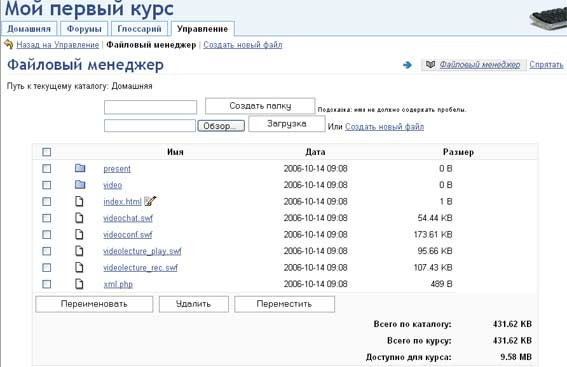 Мой первый курс
Домашняя Форумы Глоссарий Управление
Назад на Управление | Файловый менеджер | Создать новый файл
Файловый менеджер Файловый менеджер Спрятать
Путь к текущему каталогу: Домашняя
Создать папку Подсказка: имя не должно содержать пробелы.
Обзор... Загрузка Или Создать новый файл
Имя Дата Размер
present 2006-10-14 09:08 0 B
video 2006-10-14 09:08 0 B
index.html 2006-10-14 09:08 1 B
videochat.swf 2006-10-14 09:08 54.44 KB
videoconf.swf 2006-10-14 09:08 173.61 KB
videolecture_play.swf 2006-10-14 09:08 95.66 KB
videolecture_rec.swf 2006-10-14 09:08 107.43 KB
xml.php 2006-10-14 09:08 489 B
Переименовать Удалить Переместить
Всего по каталогу: 431.62 KB
Всего по курсу: 431.62 KB
Доступно для курса: 9.58 MB